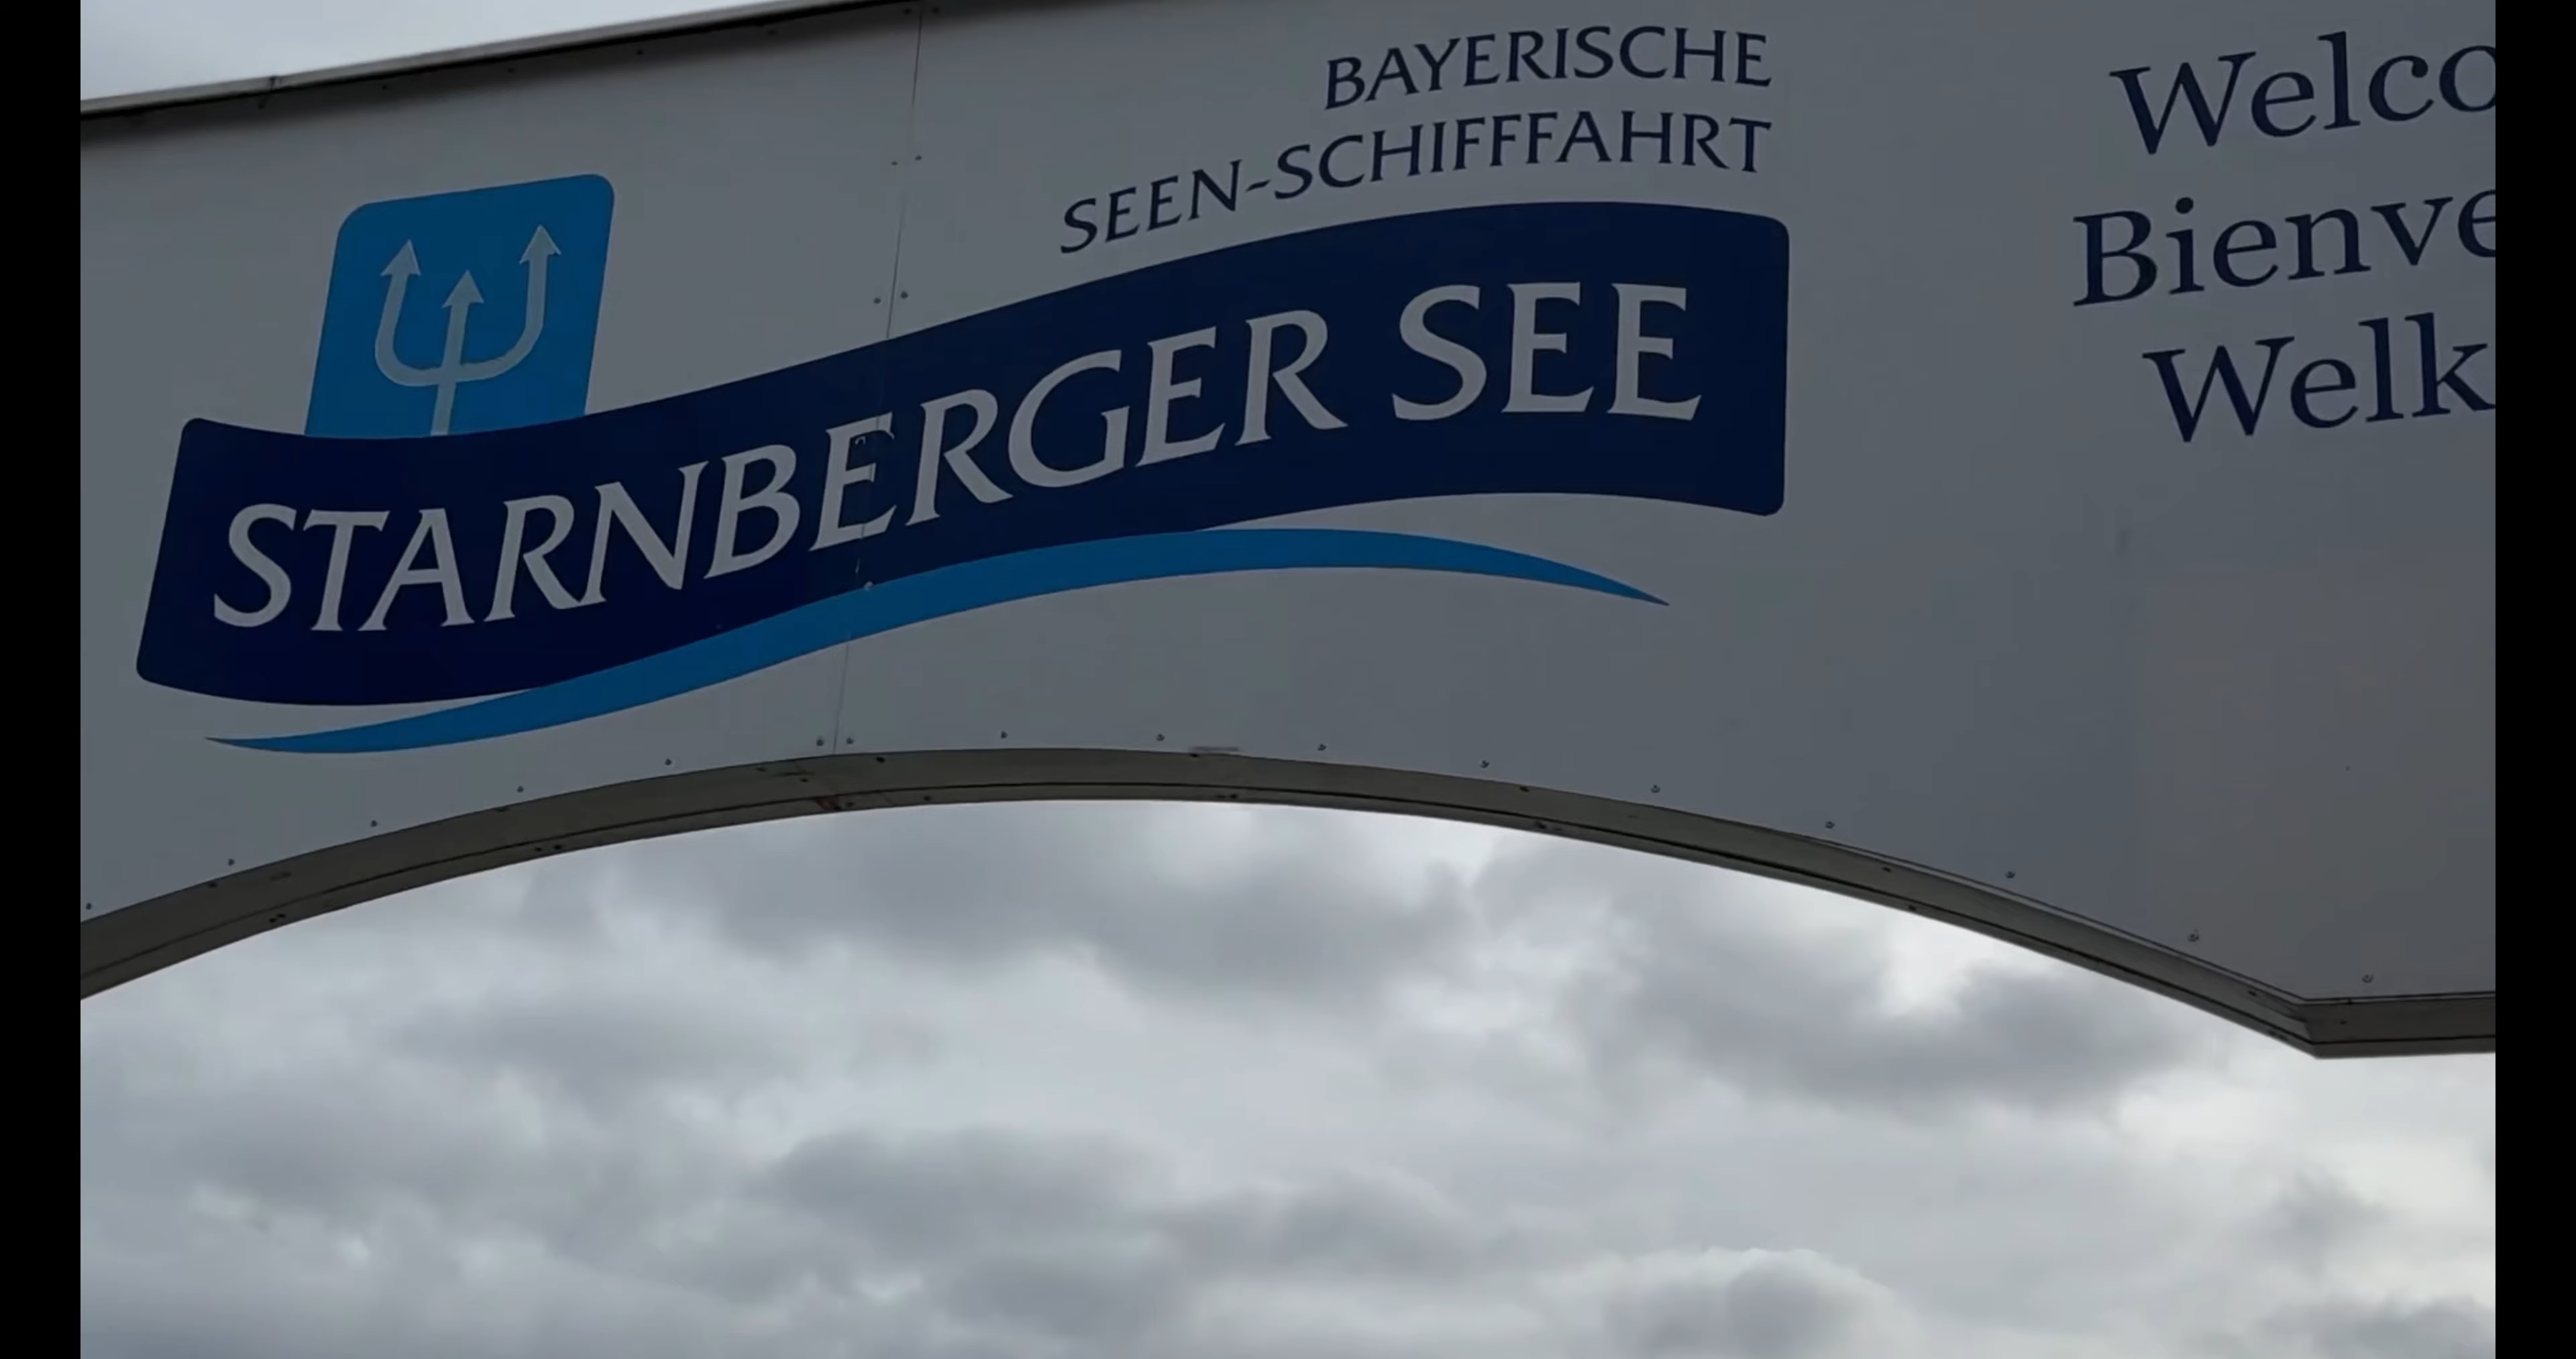 BAYERISCHE
SEEN-SCHIFFFAHRT
STARNBERGER SEE
Welco
Bienve
Welk